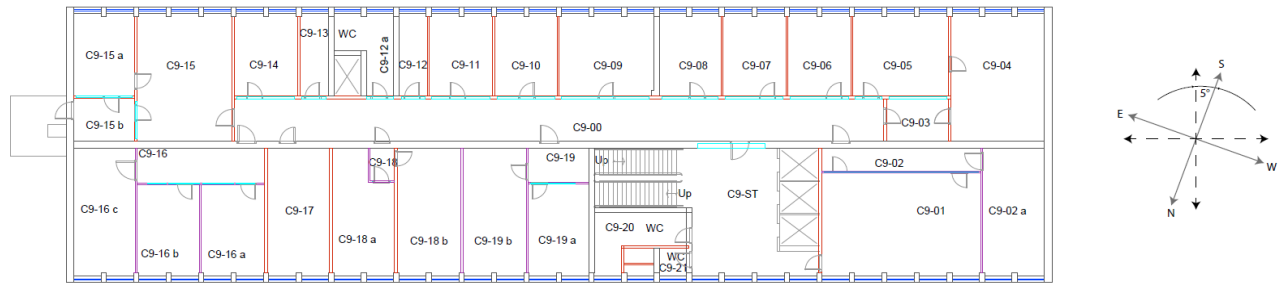 C9-13
WC
C9-15 a
C9-15
C9-14
C9-12 a
C9-12
C9-11
C9-10
C9-09
C9-08
C9-07
C9-06
C9-05
C9-04
C9-15 b
C9-00
C9-03
C9-16
C9-18
C9-19
Up
C9-02
Up
C9-ST
C9-16 c
C9-17
C9-01
C9-02 a
C9-18 a
C9-18 b
C9-19 b
C9-19 a
C9-20
WC
C9-16 b
C9-16 a
WC
C9-21
S
5°
E
W
N